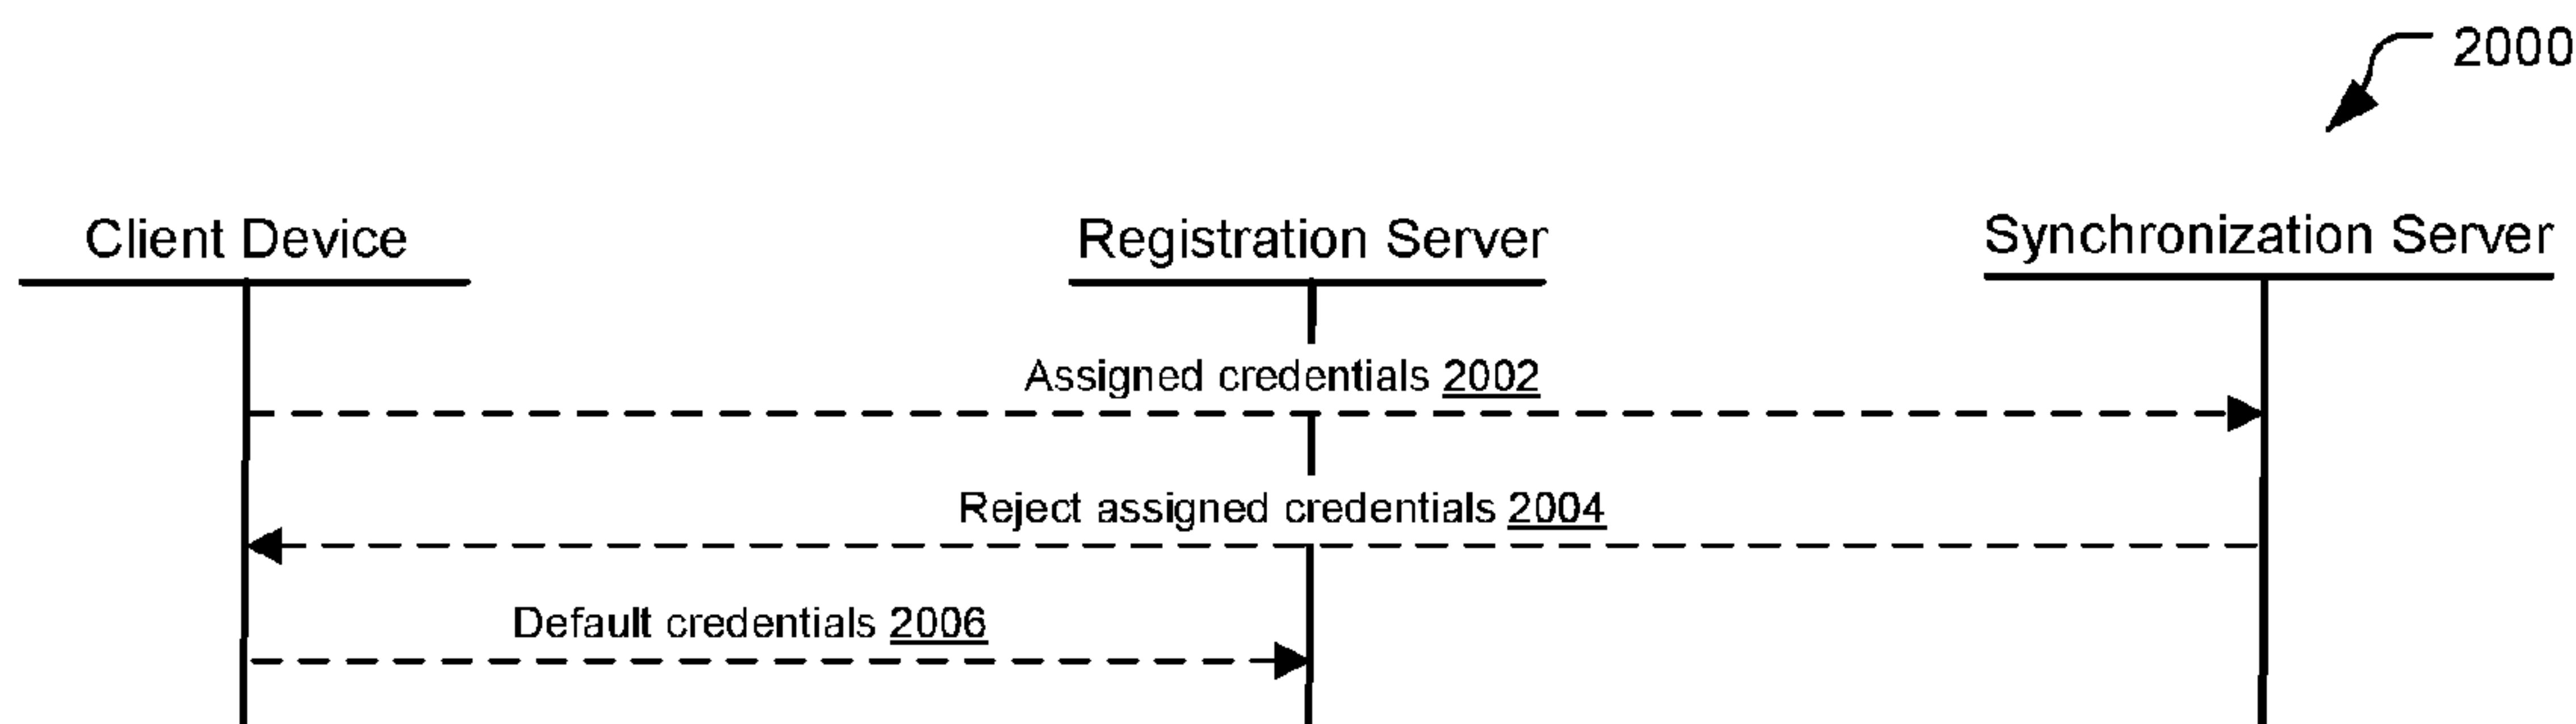 2000
Client Device
Registration Server
Synchronization Server
Assigned credentials 2002
Reject assigned credentials 2004
Default credentials 2006